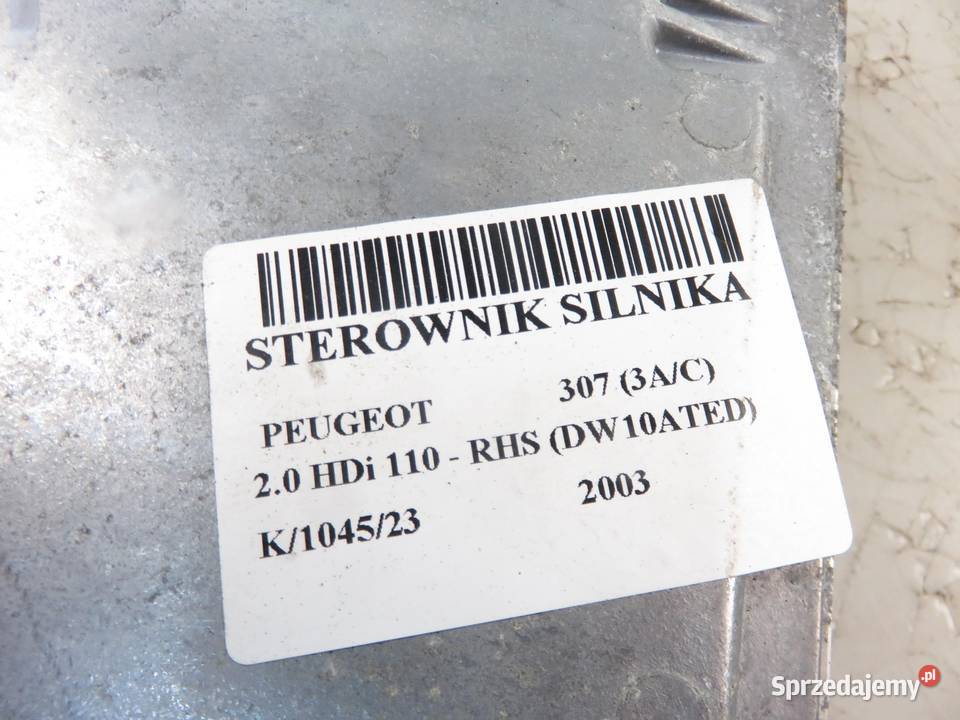 STEROWNIK SILNIKA
PEUGEOT 307 (3A/C)
2.0 HDi 110 - RHS (DW10ATED)
K/1045/23 2003
Sprzedajemy.pl